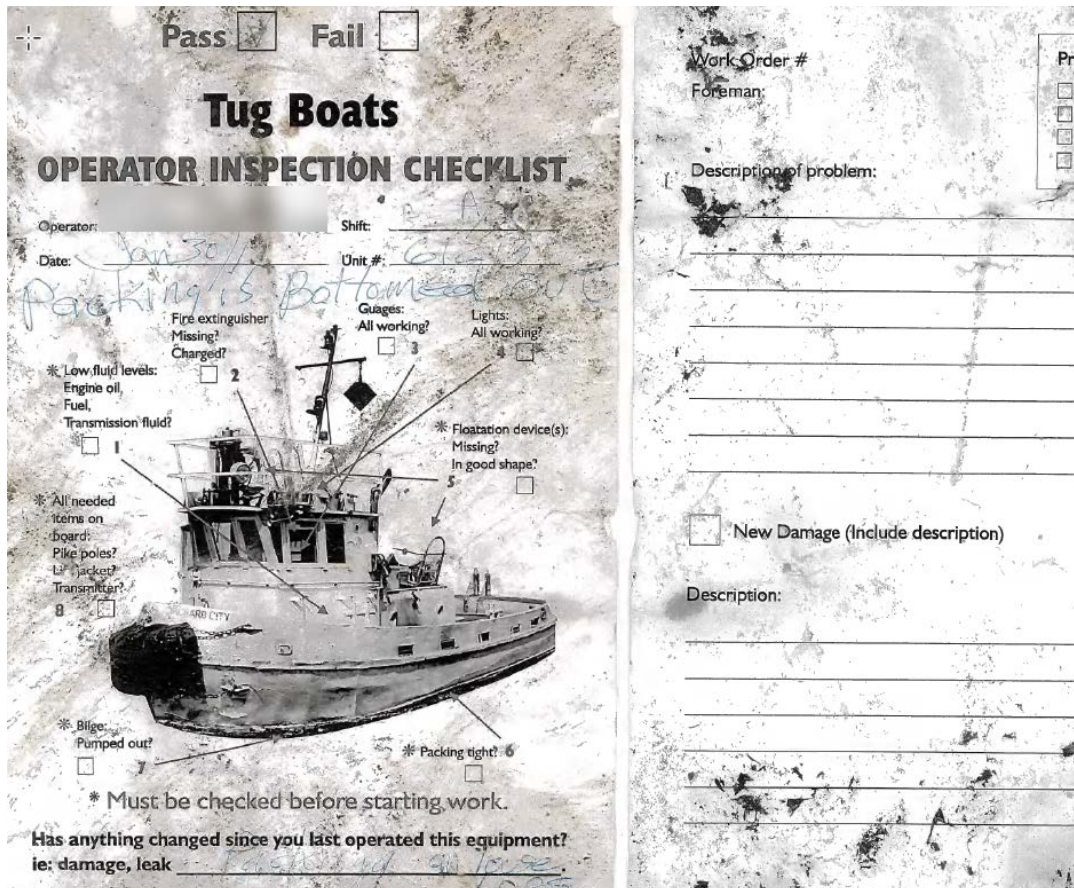 Pass Fail
Tug Boats
OPERATOR INSPECTION CHECKLIST
Operator:
Shift:
Date: Jan 30/
Unit #:
Packing is Bottomed out
Fire extinguisher
Missing?
Charged?
2
Guages:
All working?
3
Lights:
All working?
4
* Low fluid levels:
Engine oil,
Fuel,
Transmission fluid?
1
* Floatation device(s):
Missing?
In good shape?
5
* All needed
items on
board:
Pike poles?
jacket?
Transmitter?
8
ARD CITY
* Bilge:
Pumped out?
7
* Packing tight? 6
* Must be checked before starting work.
Has anything changed since you last operated this equipment?
ie: damage, leak
Work Order #
Foreman:
Pr
Description of problem:
New Damage (Include description)
Description: